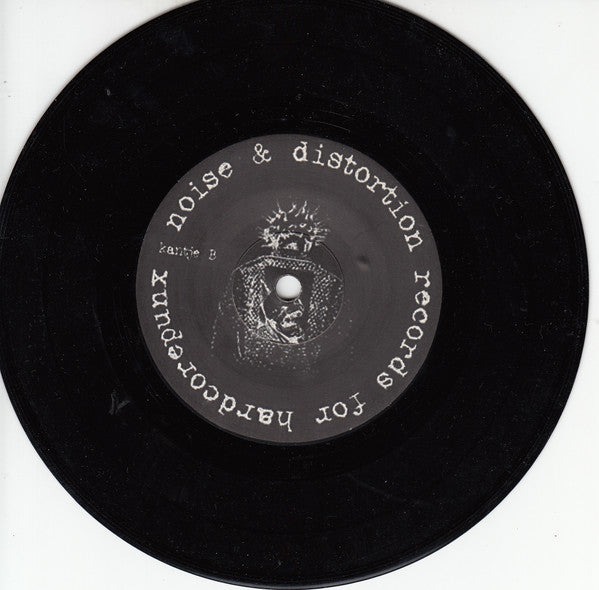 noise & distortion records for hardcorepunx
kantje B